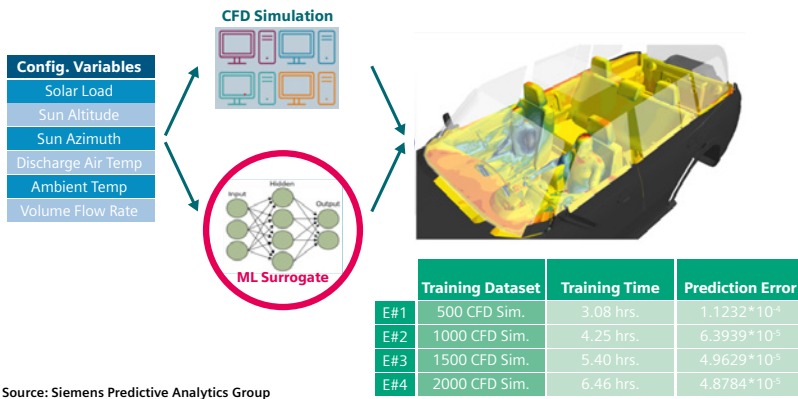 CFD Simulation
Config. Variables
Solar Load
Sun Altitude
Sun Azimuth
Discharge Air Temp
Ambient Temp
Volume Flow Rate
Input
Hidden
Output
ML Surrogate
Training Dataset Training Time Prediction Error
E#1 500 CFD Sim. 3.08 hrs. 1.1232*10-4
E#2 1000 CFD Sim. 4.25 hrs. 6.3939*10-5
E#3 1500 CFD Sim. 5.40 hrs. 4.9629*10-5
E#4 2000 CFD Sim. 6.46 hrs. 4.8784*10-5
Source: Siemens Predictive Analytics Group